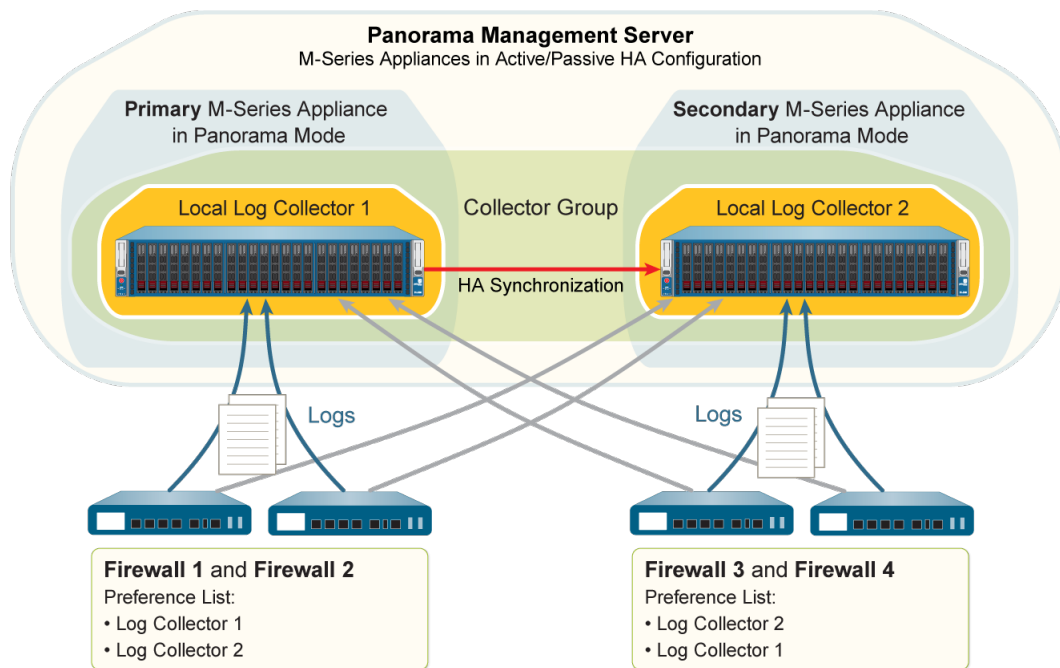 Panorama Management Server
M-Series Appliances in Active/Passive HA Configuration
Primary M-Series Appliance
in Panorama Mode
Secondary M-Series Appliance
in Panorama Mode
Local Log Collector 1
Collector Group
Local Log Collector 2
HA Synchronization
Logs
Logs
Firewall 1 and Firewall 2
Preference List:
• Log Collector 1
• Log Collector 2
Firewall 3 and Firewall 4
Preference List:
• Log Collector 2
• Log Collector 1